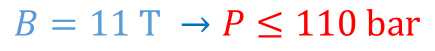 B = 11 T → P ≤ 110 bar